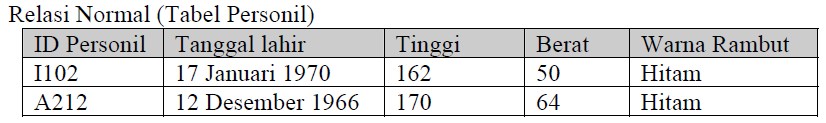 Relasi Normal (Tabel Personil)
ID Personil Tanggal lahir Tinggi Berat Warna Rambut
I102 17 Januari 1970 162 50 Hitam
A212 12 Desember 1966 170 64 Hitam